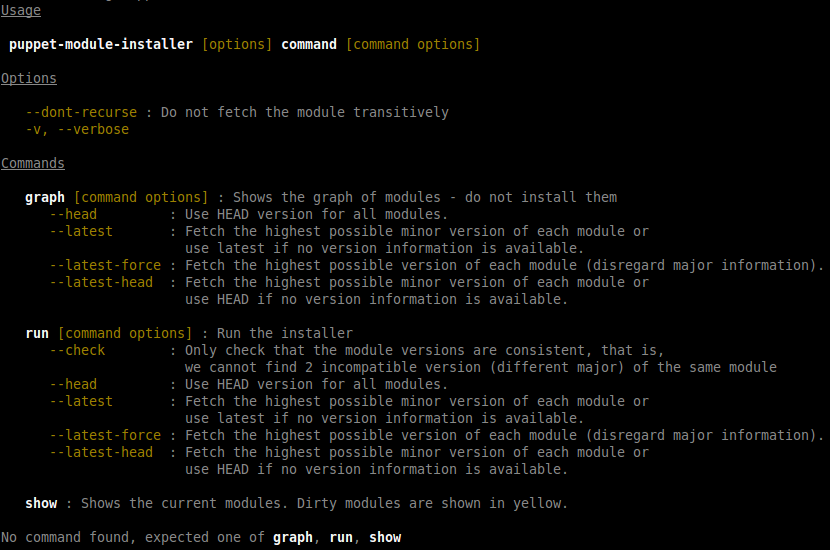 Usage
puppet-module-installer [options] command [command options]
Options
--dont-recurse : Do not fetch the module transitively
-v, --verbose
Commands
graph [command options] : Shows the graph of modules - do not install them
--head : Use HEAD version for all modules.
--latest : Fetch the highest possible minor version of each module or
use latest if no version information is available.
--latest-force : Fetch the highest possible version of each module (disregard major information).
--latest-head : Fetch the highest possible minor version of each module or
use HEAD if no version information is available.
run [command options] : Run the installer
--check : Only check that the module versions are consistent, that is,
we cannot find 2 incompatible version (different major) of the same module
--head : Use HEAD version for all modules.
--latest : Fetch the highest possible minor version of each module or
use latest if no version information is available.
--latest-force : Fetch the highest possible version of each module (disregard major information).
--latest-head : Fetch the highest possible minor version of each module or
use HEAD if no version information is available.
show : Shows the current modules. Dirty modules are shown in yellow.
No command found, expected one of graph, run, show